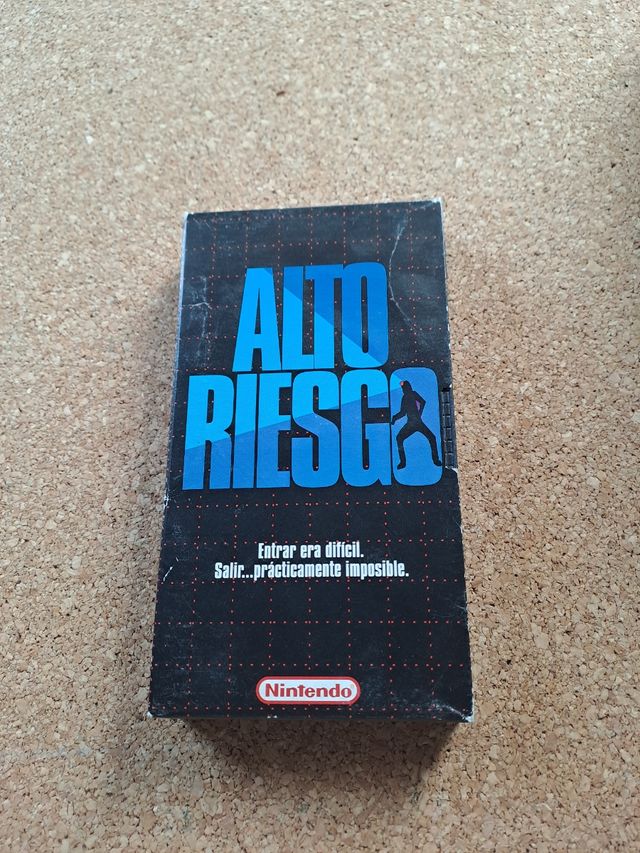 ALTO
RIESGO
Entrar era difícil.
Salir...prácticamente imposible.
Nintendo